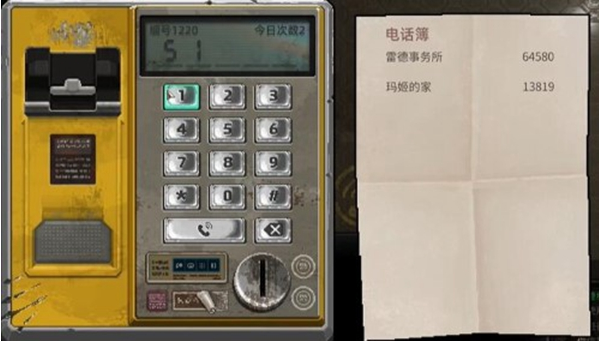 编号1220 今日次数2
51
1 2 3
4 5 6
7 8 9
* 0 #
电话簿
雷德事务所 64580
玛姬的家 13819